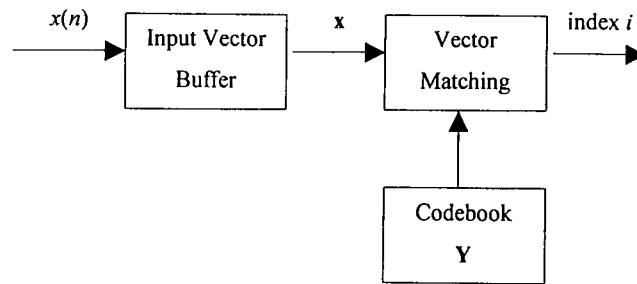 x(n)
Input Vector
Buffer
x
Vector
Matching
index i
Codebook
Y